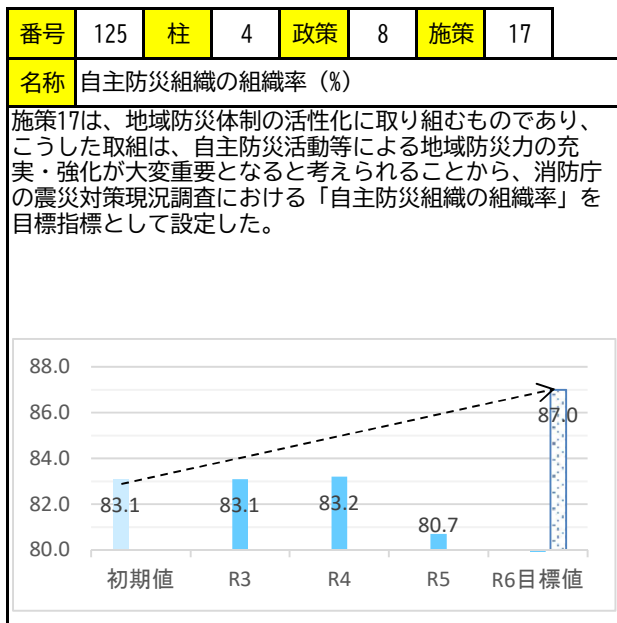 番号 125 柱 4 政策 8 施策 17
名称 自主防災組織の組織率（%）
施策17は、地域防災体制の活性化に取り組むものであり、
こうした取組は、自主防災活動等による地域防災力の充
実・強化が大変重要となると考えられることから、消防庁
の震災対策現況調査における「自主防災組織の組織率」を
目標指標として設定した。
88.0
86.0
84.0
82.0
80.0
83.1
83.1
83.2
80.7
87.0
初期値 R3 R4 R5 R6目標値